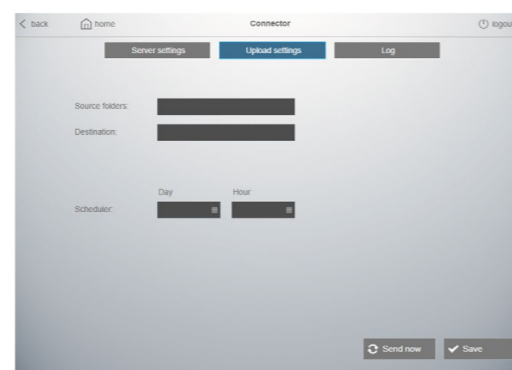 back home Connector logou
Server settings Upload settings Log
Source folders:
Destination:
Day Hour
Scheduler:
Send now Save